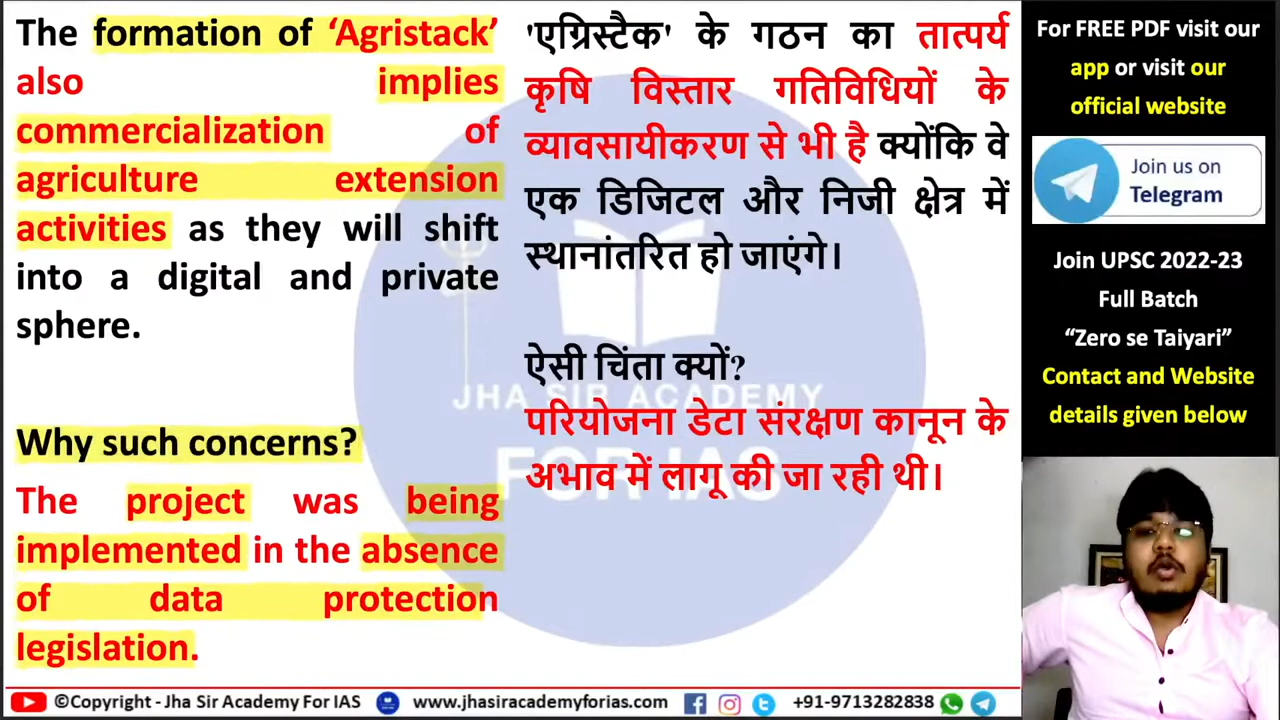 The formation of ‘Agristack’
also implies
commercialization of
agriculture extension
activities as they will shift
into a digital and private
sphere.
Why such concerns?
The project was being
implemented in the absence
of data protection
legislation.
'एग्रिस्टैक' के गठन का तात्पर्य
कृषि विस्तार गतिविधियों के
व्यावसायीकरण से भी है क्योंकि वे
एक डिजिटल और निजी क्षेत्र में
स्थानांतरित हो जाएंगे।
ऐसी चिंता क्यों?
परियोजना डेटा संरक्षण कानून के
अभाव में लागू की जा रही थी।
JHA SIR ACADEMY
FOR IAS
For FREE PDF visit our
app or visit our
official website
Join us on
Telegram
Join UPSC 2022-23
Full Batch
“Zero se Taiyari”
Contact and Website
details given below
©Copyright - Jha Sir Academy For IAS
www.jhasiracademyforias.com
+91-9713282838